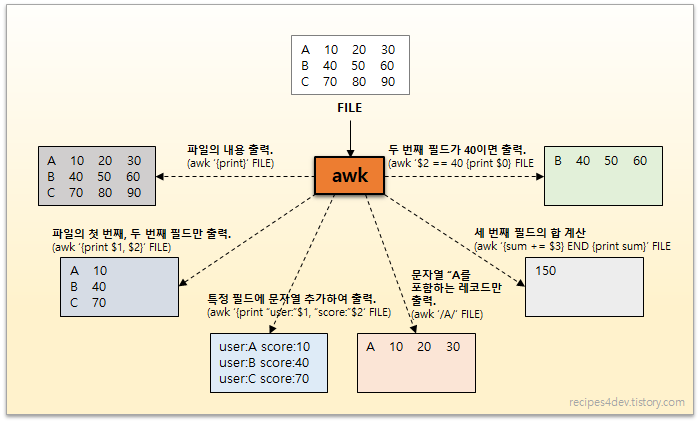 A 10 20 30
B 40 50 60
C 70 80 90
FILE
awk
파일의 내용 출력.
(awk ‘{print}’ FILE)
A 10 20 30
B 40 50 60
C 70 80 90
두 번째 필드가 40이면 출력.
(awk ‘$2 == 40 {print $0} FILE
B 40 50 60
파일의 첫 번째, 두 번째 필드만 출력.
(awk ‘{print $1, $2}’ FILE)
A 10
B 40
C 70
세 번째 필드의 합 계산
(awk ‘{sum += $3} END {print sum}’ FILE
150
특정 필드에 문자열 추가하여 출력.
(awk ‘{print “user:”$1, “score:”$2’ FILE)
user:A score:10
user:B score:40
user:C score:70
문자열 “A를
포함하는 레코드만
출력.
(awk ‘/A/’ FILE)
A 10 20 30
recipes4dev.tistory.com